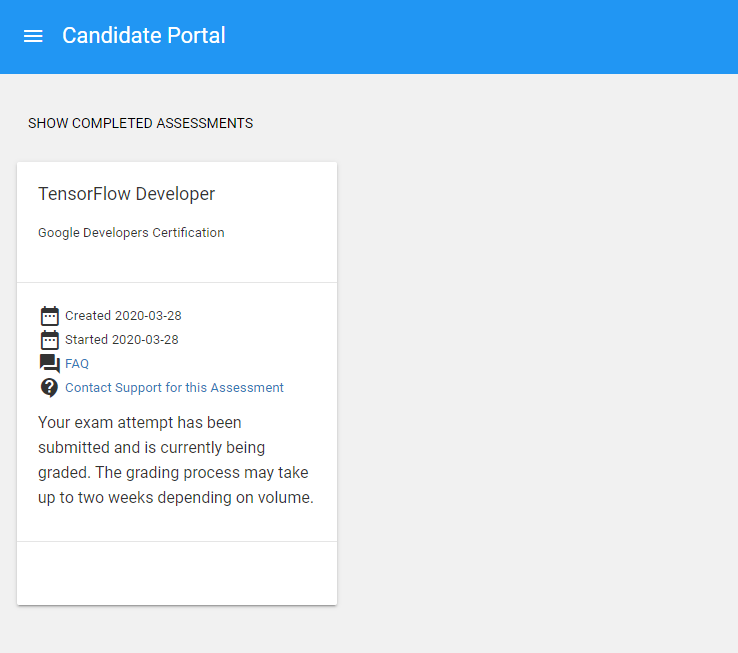 Candidate Portal
SHOW COMPLETED ASSESSMENTS
TensorFlow Developer
Google Developers Certification
Created 2020-03-28
Started 2020-03-28
FAQ
Contact Support for this Assessment
Your exam attempt has been
submitted and is currently being
graded. The grading process may take
up to two weeks depending on volume.